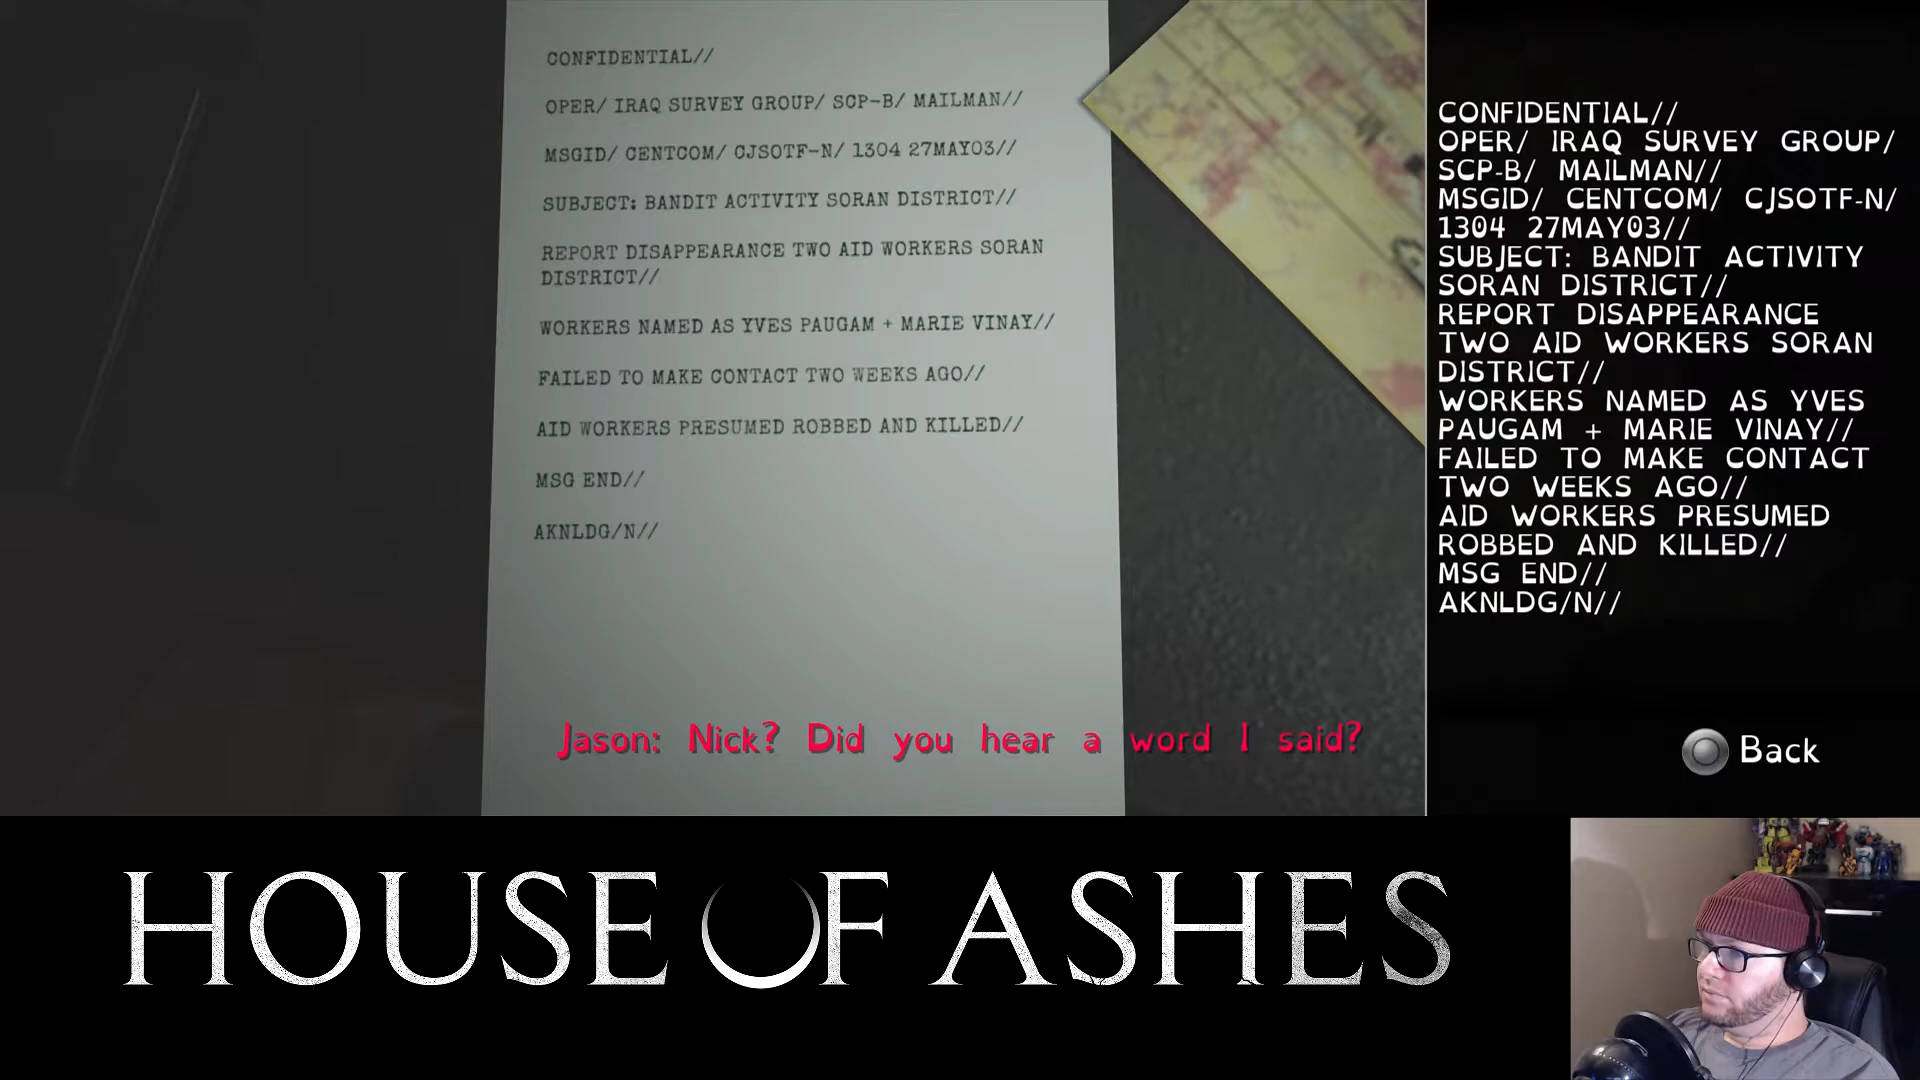 CONFIDENTIAL//
OPER/ IRAQ SURVEY GROUP/ SCP-B/ MAILMAN//
MSGID/ CENTCOM/ CJSOTF-N/ 1304 27MAY03//
SUBJECT: BANDIT ACTIVITY SORAN DISTRICT//
REPORT DISAPPEARANCE TWO AID WORKERS SORAN
DISTRICT//
WORKERS NAMED AS YVES PAUGAM + MARIE VINAY//
FAILED TO MAKE CONTACT TWO WEEKS AGO//
AID WORKERS PRESUMED ROBBED AND KILLED//
MSG END//
AKNLDG/N//
Jason: Nick? Did you hear a word I said?
CONFIDENTIAL//
OPER/ IRAQ SURVEY GROUP/
SCP-B/ MAILMAN//
MSGID/ CENTCOM/ CJSOTF-N/
1304 27MAY03//
SUBJECT: BANDIT ACTIVITY
SORAN DISTRICT//
REPORT DISAPPEARANCE
TWO AID WORKERS SORAN
DISTRICT//
WORKERS NAMED AS YVES
PAUGAM + MARIE VINAY//
FAILED TO MAKE CONTACT
TWO WEEKS AGO//
AID WORKERS PRESUMED
ROBBED AND KILLED//
MSG END//
AKNLDG/N//
Back
HOUSE OF ASHES